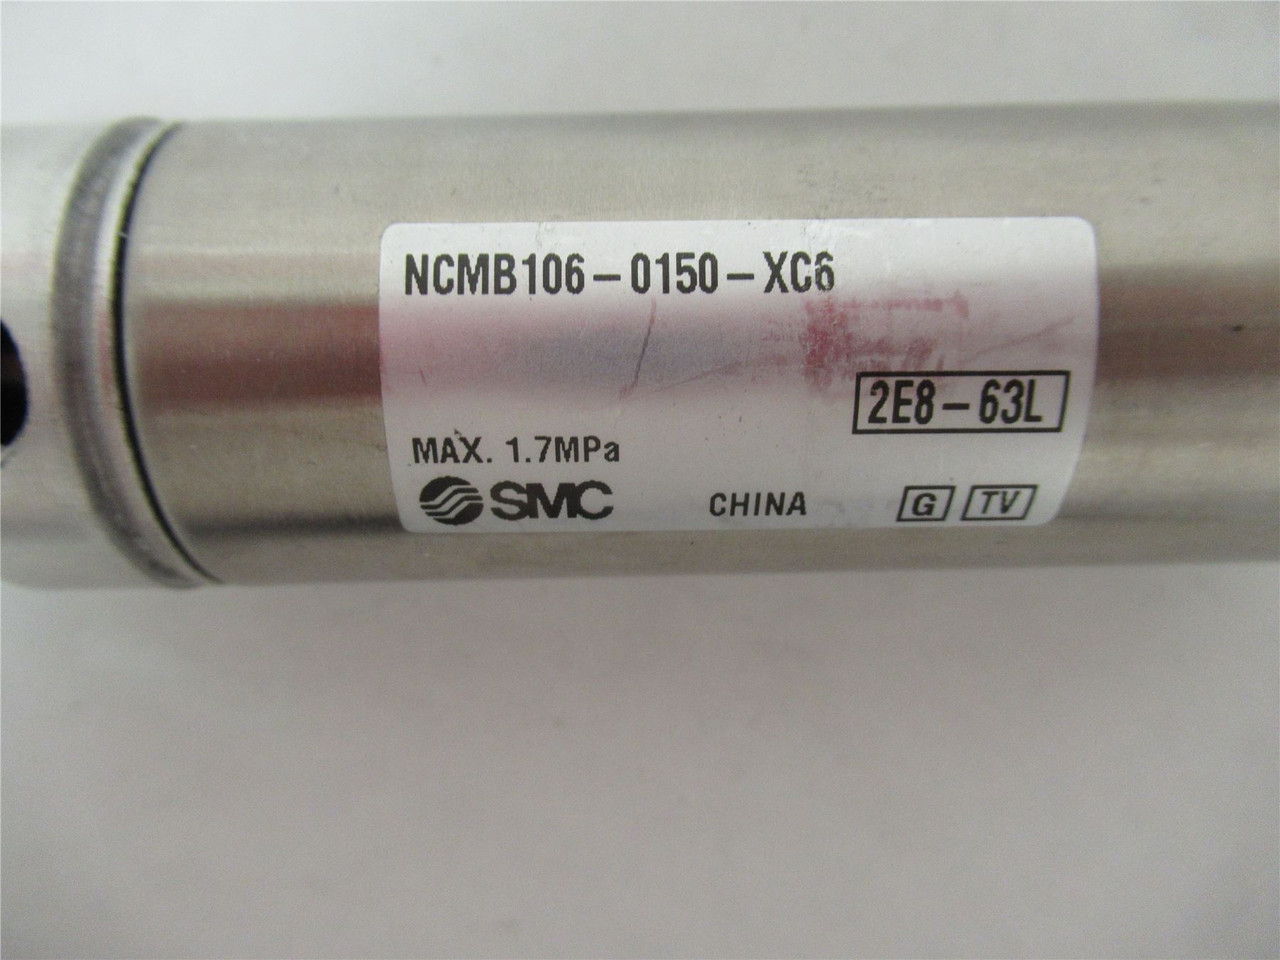 NCMB106-0150-XC6
2E8-63L
MAX. 1.7MPa
SMC CHINA G TV